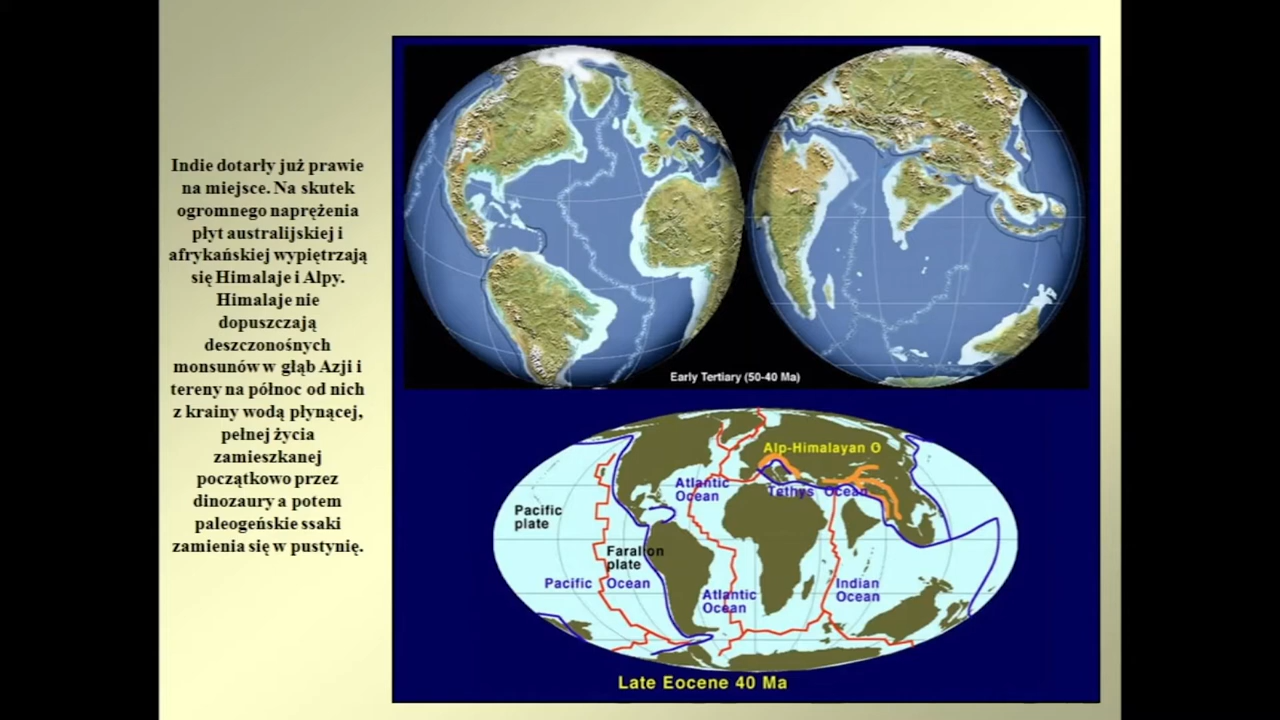 Indie dotarły już prawie
na miejsce. Na skutek
ogromnego naprężenia
płyt australijskiej i
afrykańskiej wypiętrzają
się Himalaje i Alpy.
Himalaje nie
dopuszczają
deszczonośnych
monsunów w głąb Azji i
tereny na północ od nich
z krainy wodą płynącej,
pełnej życia
zamieszkanej
początkowo przez
dinozaury a potem
paleogeńskie ssaki
zamienia się w pustynię.
Early Tertiary (50-40 Ma)
Alp-Himalayan O
Atlantic
Ocean
Tethys Ocean
Pacific
plate
Farallon
plate
Pacific Ocean
Atlantic
Ocean
Indian
Ocean
Late Eocene 40 Ma